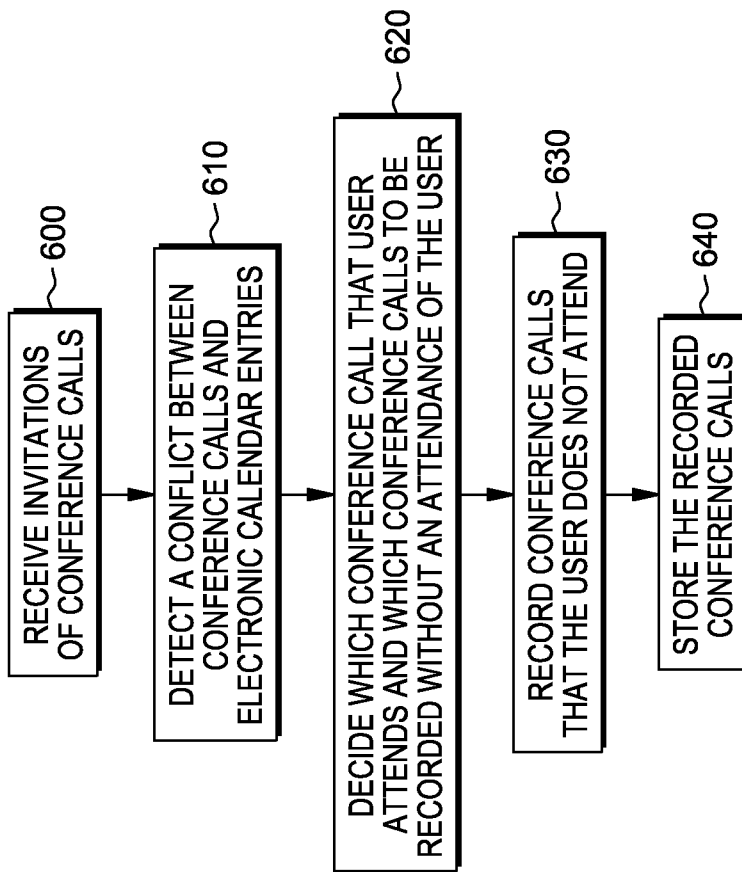 600
RECEIVE INVITATIONS
OF CONFERENCE CALLS
610
DETECT A CONFLICT BETWEEN
CONFERENCE CALLS AND
ELECTRONIC CALENDAR ENTRIES
620
DECIDE WHICH CONFERENCE CALL THAT USER
ATTENDS AND WHICH CONFERENCE CALLS TO BE
RECORDED WITHOUT AN ATTENDANCE OF THE USER
630
RECORD CONFERENCE CALLS
THAT THE USER DOES NOT ATTEND
640
STORE THE RECORDED
CONFERENCE CALLS